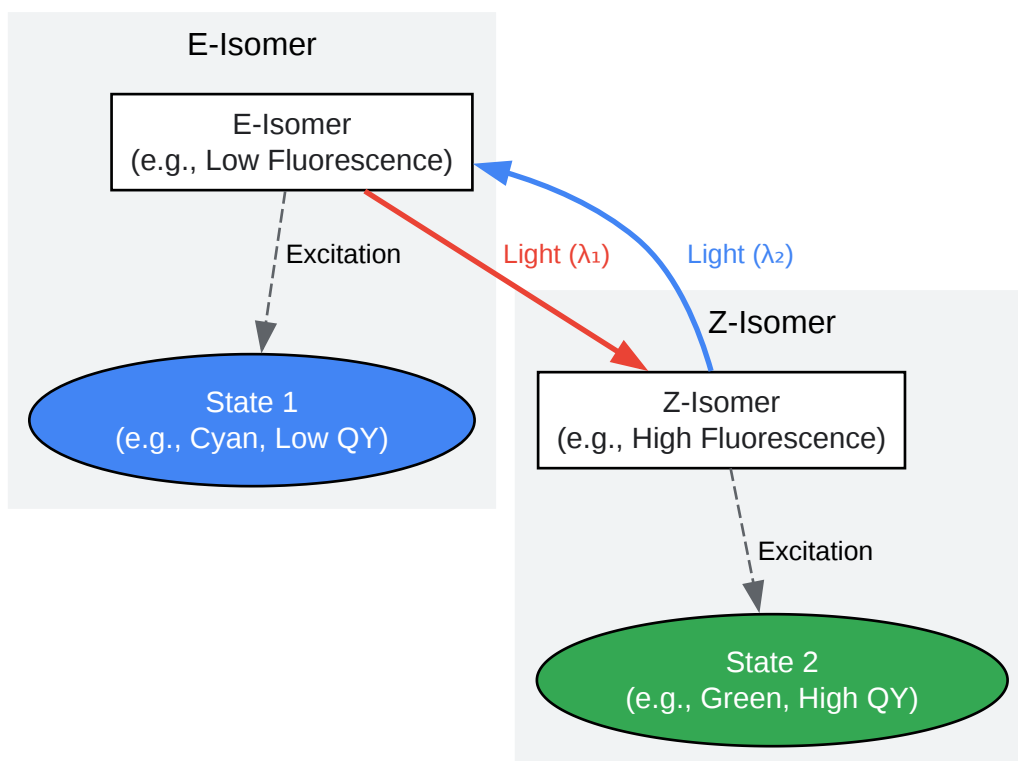 E-Isomer
E-Isomer
(e.g., Low Fluorescence)
Excitation
Light (λ₁)
Light (λ₂)
State 1
(e.g., Cyan, Low QY)
Z-Isomer
Z-Isomer
(e.g., High Fluorescence)
Excitation
State 2
(e.g., Green, High QY)